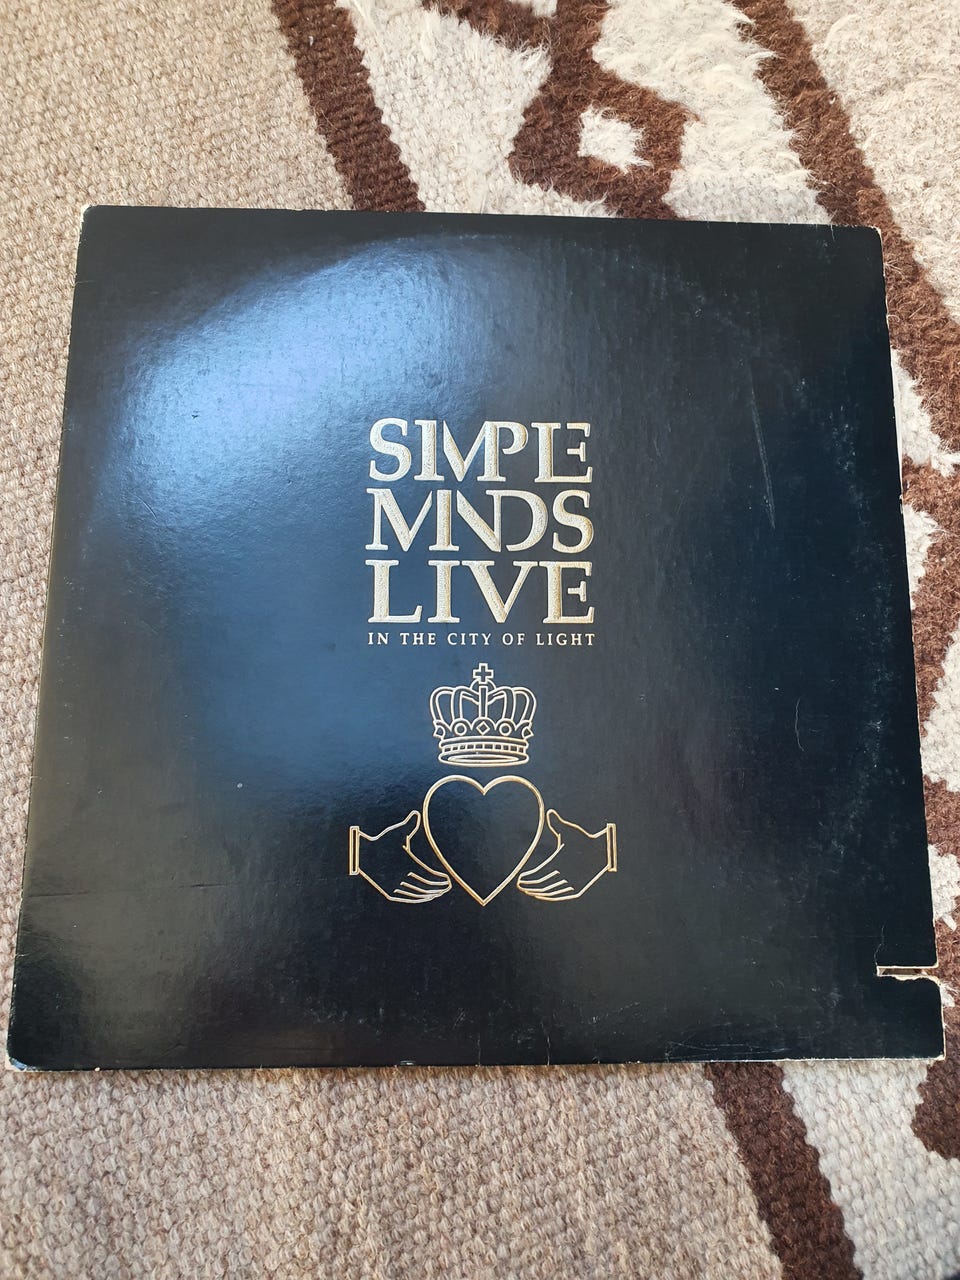 SIMPLE
MINDS
LIVE
IN THE CITY OF LIGHT